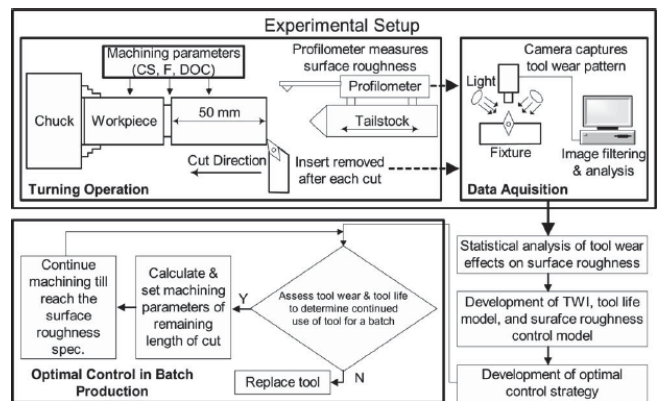 Experimental Setup
Machining parameters
(CS, F, DOC)
Profilometer measures
surface roughness
Camera captures
tool wear pattern
Light
Profilometer
Chuck
Workpiece
50 mm
Tailstock
Fixture
Image filtering
& analysis
Cut Direction
Insert removed
after each cut
Turning Operation
Data Aquisition
Statistical analysis of tool wear
effects on surface roughness
Development of TWI, tool life
model, and surafce roughness
control model
Development of optimal
control strategy
Continue
machining till
reach the
surface
roughness
spec.
Calculate &
set machining
parameters of
remaining
length of cut
Y
Assess tool wear & tool life
to determine continued
use of tool for a batch
N
Replace tool
Optimal Control in Batch
Production